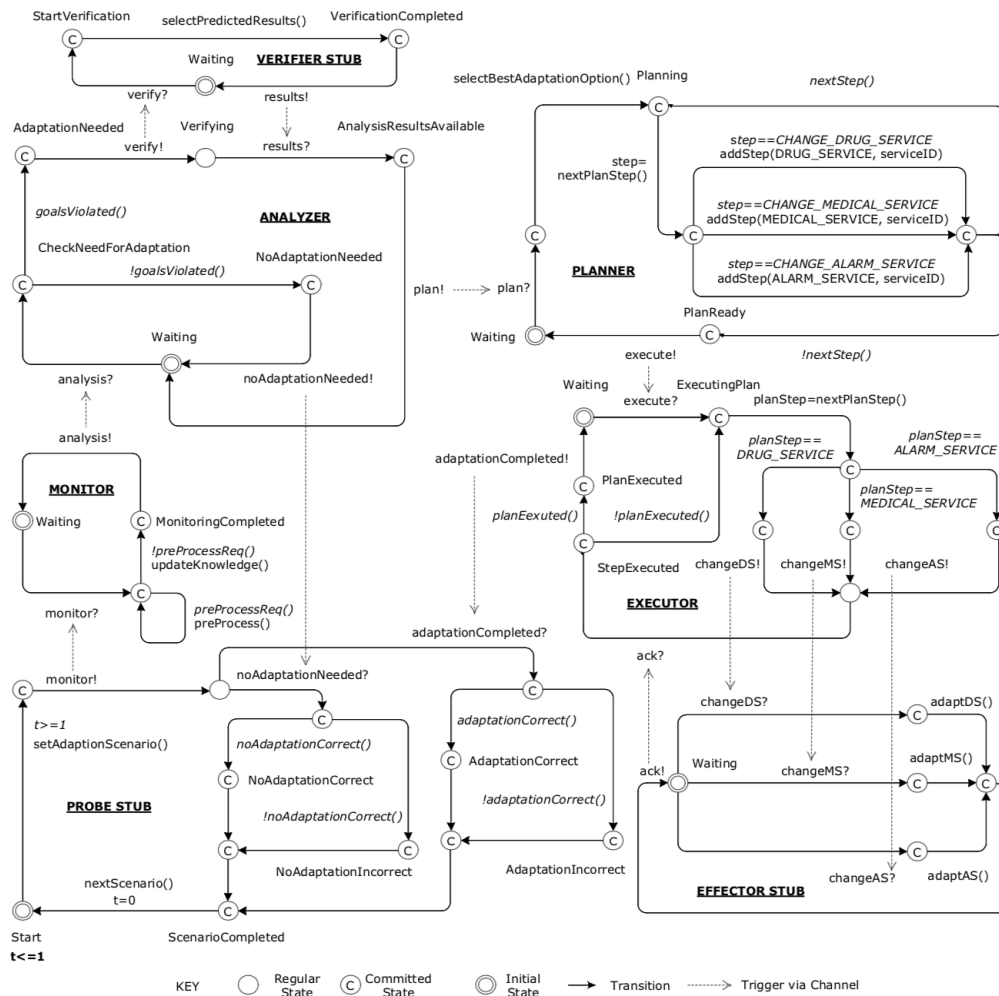 StartVerification
selectPredictedResults()
VerificationCompleted
C
C
Waiting
VERIFIER STUB
verify?
results!
AdaptationNeeded
Verifying
AnalysisResultsAvailable
verify!
results?
C
C
goalsViolated()
ANALYZER
CheckNeedForAdaptation
!goalsViolated()
NoAdaptationNeeded
C
C
Waiting
noAdaptationNeeded!
analysis?
analysis!
selectBestAdaptationOption()
Planning
nextStep()
C
step=
nextPlanStep()
step==CHANGE_DRUG_SERVICE
addStep(DRUG_SERVICE, serviceID)
step==CHANGE_MEDICAL_SERVICE
addStep(MEDICAL_SERVICE, serviceID)
C
C
C
step==CHANGE_ALARM_SERVICE
addStep(ALARM_SERVICE, serviceID)
PLANNER
plan!
plan?
PlanReady
Waiting
C
!nextStep()
execute!
Waiting
execute?
ExecutingPlan
C
planStep=nextPlanStep()
planStep==
DRUG_SERVICE
planStep==
ALARM_SERVICE
C
planStep==
MEDICAL_SERVICE
adaptationCompleted!
C
PlanExecuted
planEexuted()
!planExecuted()
C
C
C
C
StepExecuted
changeDS!
changeMS!
changeAS!
EXECUTOR
MONITOR
Waiting
C
MonitoringCompleted
!preProcessReq()
updateKnowledge()
C
preProcessReq()
preProcess()
monitor?
monitor!
adaptationCompleted?
noAdaptationNeeded?
C
C
C
t>=1
setAdaptionScenario()
noAdaptationCorrect()
adaptationCorrect()
C
NoAdaptationCorrect
C
AdaptationCorrect
PROBE STUB
!noAdaptationCorrect()
!adaptationCorrect()
C
C
C
C
NoAdaptationIncorrect
AdaptationIncorrect
nextScenario()
t=0
C
Start
t<=1
ScenarioCompleted
ack?
changeDS?
C
adaptDS()
ack!
Waiting
changeMS?
C
adaptMS()
C
C
changeAS?
adaptAS()
EFFECTOR STUB
KEY
Regular
State
C
Committed
State
Initial
State
Transition
Trigger via Channel